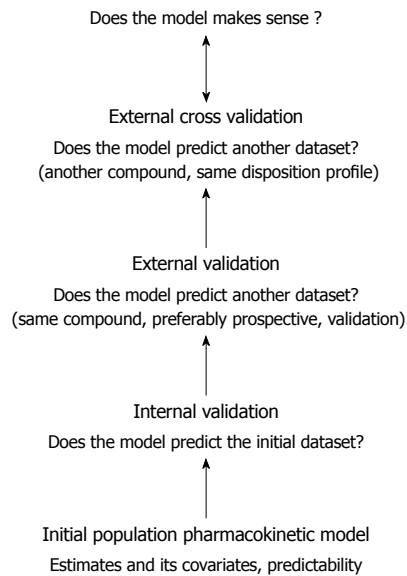 Does the model makes sense ?
External cross validation
Does the model predict another dataset?
(another compound, same disposition profile)
External validation
Does the model predict another dataset?
(same compound, preferably prospective, validation)
Internal validation
Does the model predict the initial dataset?
Initial population pharmacokinetic model
Estimates and its covariates, predictability